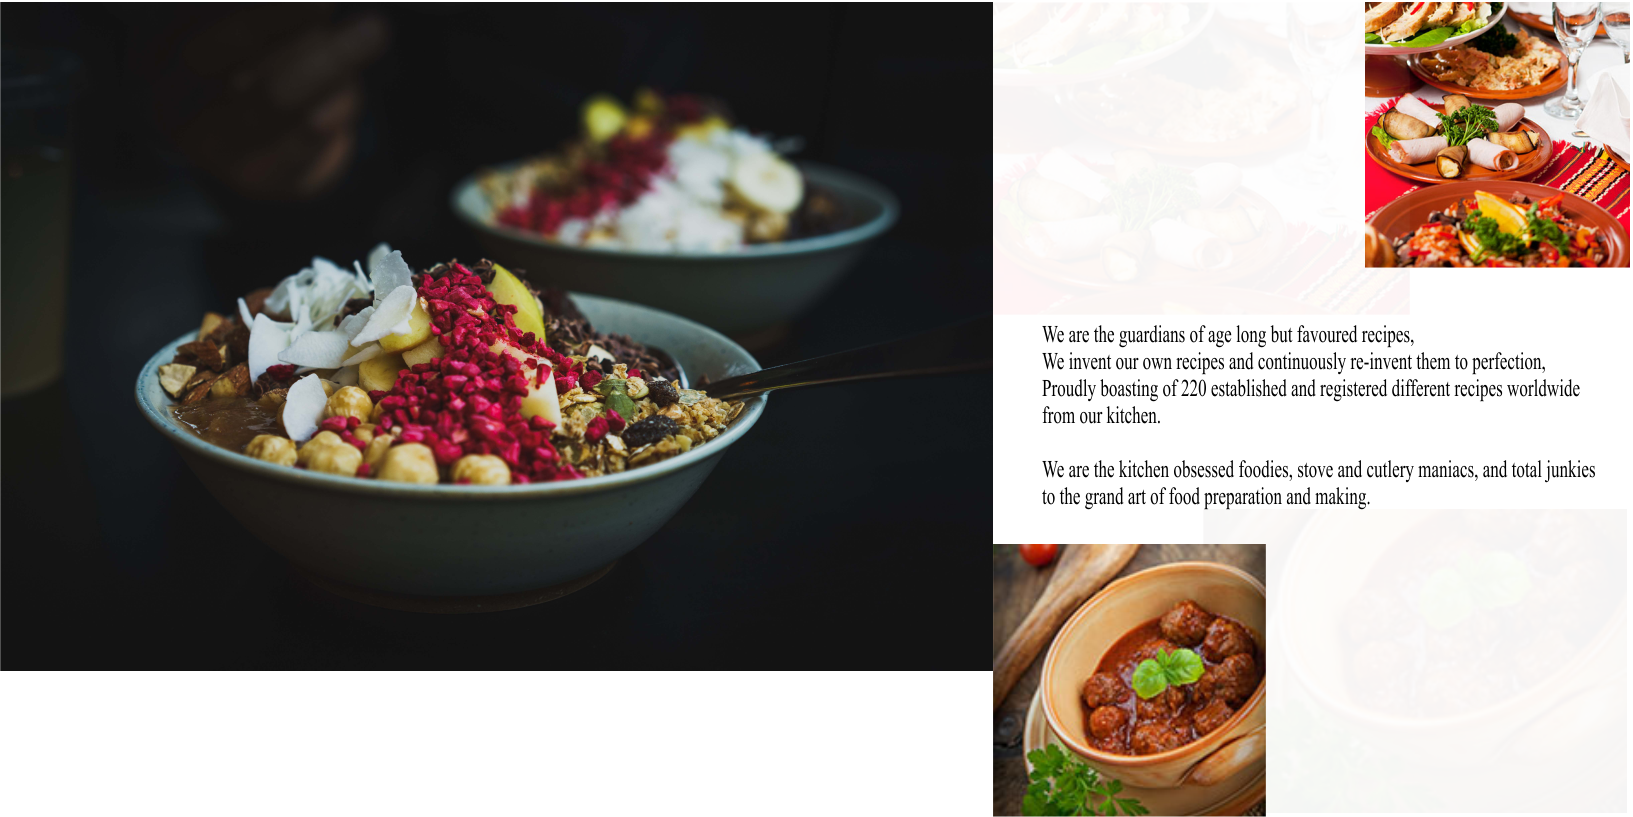 We are the guardians of age long but favoured recipes,
We invent our own recipes and continuously re-invent them to perfection,
Proudly boasting of 220 established and registered different recipes worldwide
from our kitchen.
We are the kitchen obsessed foodies, stove and cutlery maniacs, and total junkies
to the grand art of food preparation and making.